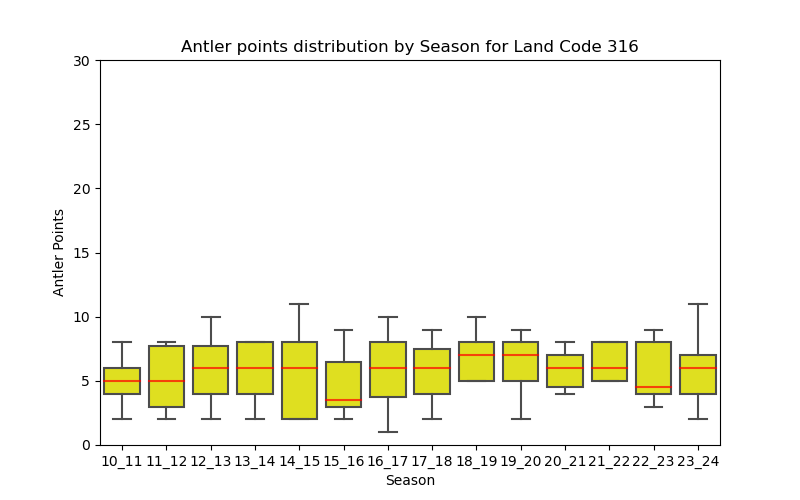 Antler points distribution by Season for Land Code 316
30
25
20
15
10
5
0
Antler Points
10_11 11_12 12_13 13_14 14_15 15_16 16_17 17_18 18_19 19_20 20_21 21_22 22_23 23_24
Season